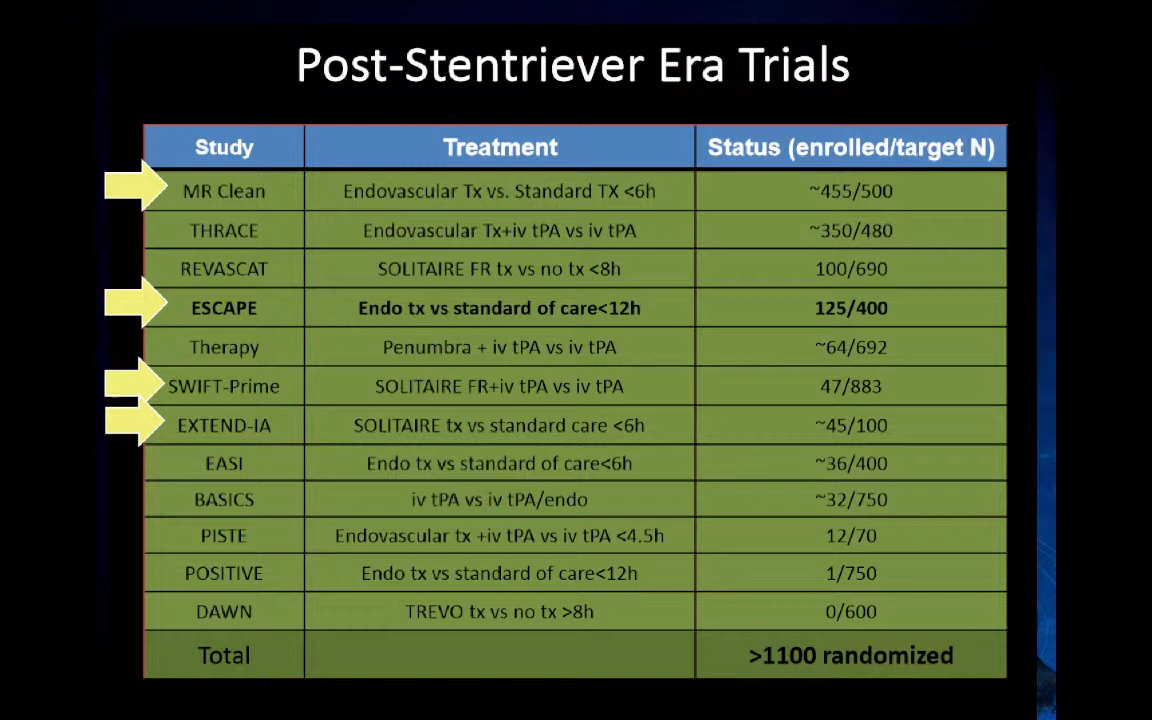 Post-Stentriever Era Trials
Study Treatment Status (enrolled/target N)
MR Clean Endovascular Tx vs. Standard TX <6h ~455/500
THRACE Endovascular Tx+iv tPA vs iv tPA ~350/480
REVASCAT SOLITAIRE FR tx vs no tx <8h 100/690
ESCAPE Endo tx vs standard of care<12h 125/400
Therapy Penumbra + iv tPA vs iv tPA ~64/692
SWIFT-Prime SOLITAIRE FR+iv tPA vs iv tPA 47/883
EXTEND-IA SOLITAIRE tx vs standard care <6h ~45/100
EASI Endo tx vs standard of care<6h ~36/400
BASICS iv tPA vs iv tPA/endo ~32/750
PISTE Endovascular tx +iv tPA vs iv tPA <4.5h 12/70
POSITIVE Endo tx vs standard of care<12h 1/750
DAWN TREVO tx vs no tx >8h 0/600
Total >1100 randomized